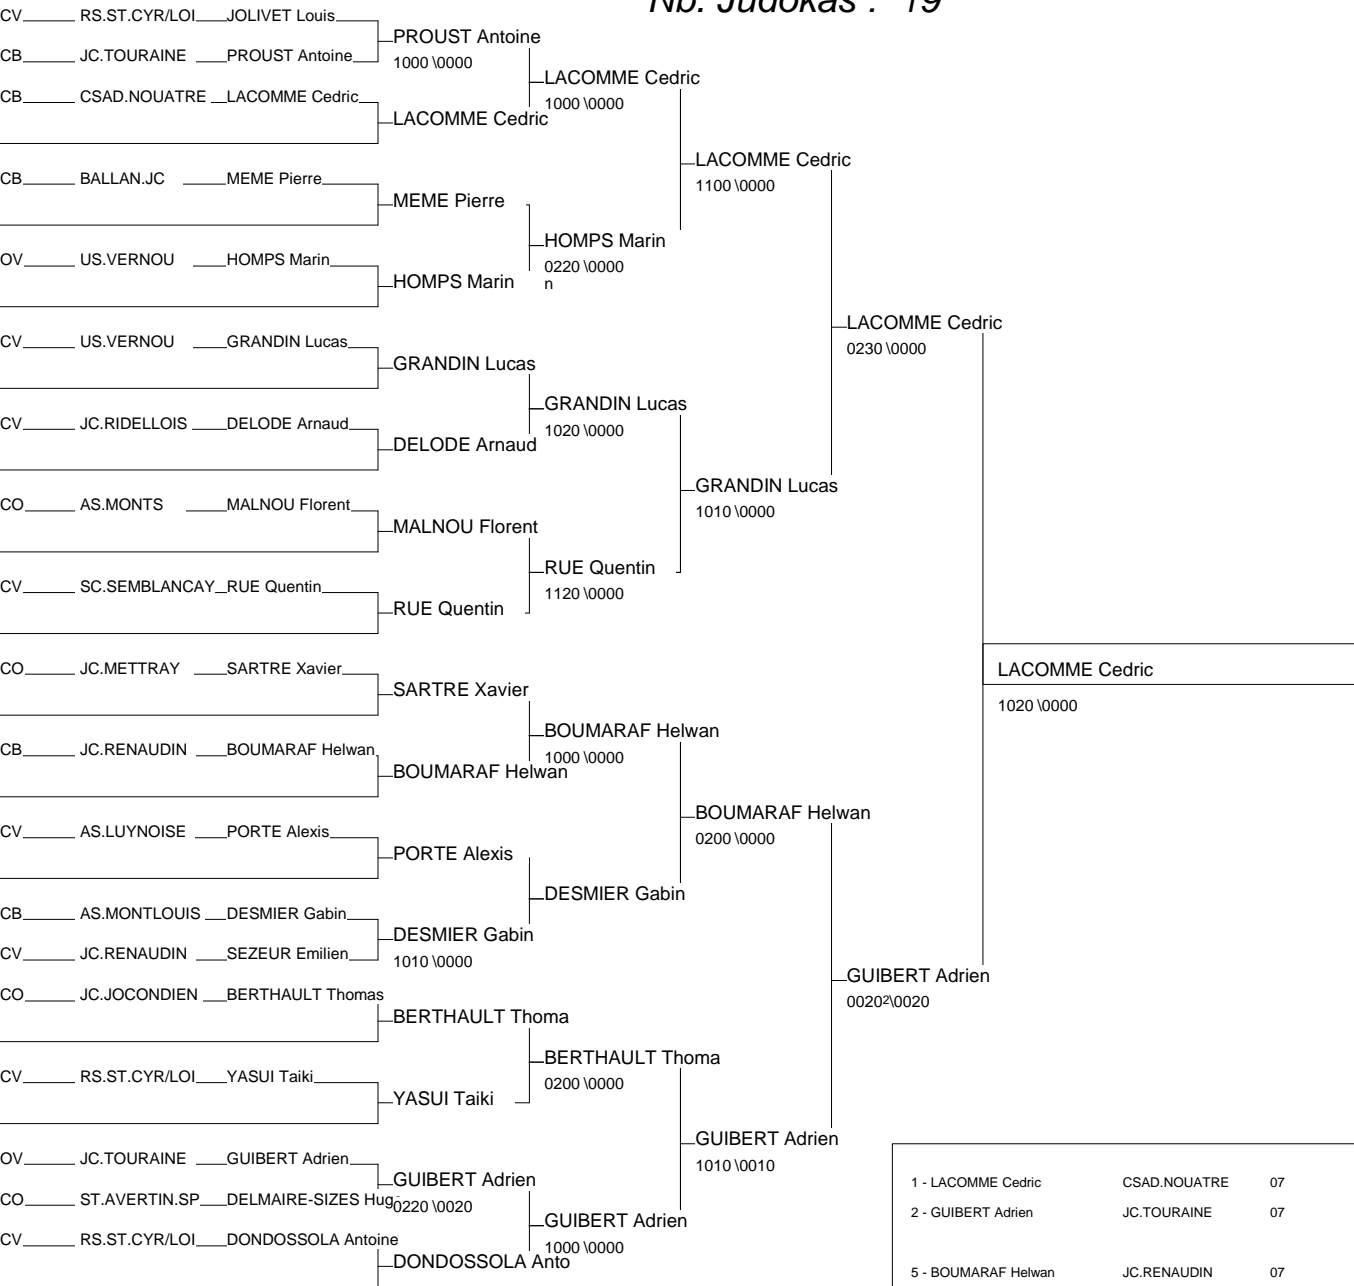 Nb. Judokas : 19
CV RS.ST.CYR/LOI JOLIVET Louis
CB JC.TOURAINE PROUST Antoine
CB CSAD.NOUATRE LACOMME Cedric
CB BALLAN.JC MEME Pierre
OV US.VERNOU HOMPS Marin
CV US.VERNOU GRANDIN Lucas
CV JC.RIDELLOIS DELODE Arnaud
CO AS.MONTS MALNOU Florent
CV SC.SEMBLANCAY RUE Quentin
CO JC.METTRAY SARTRE Xavier
CB JC.RENAUDIN BOUMARAF Helwan
CV AS.LUYNOISE PORTE Alexis
CB AS.MONTLOUIS DESMIER Gabin
CV JC.RENAUDIN SEZEUR Emilien
CO JC.JOCONDIEN BERTHAULT Thomas
CV RS.ST.CYR/LOI YASUI Taiki
OV JC.TOURAINE GUIBERT Adrien
CO ST.AVERTIN.SP DELMAIRE-SIZES Hug
CV RS.ST.CYR/LOI DONDOSSOLA Antoine
PROUST Antoine
1000 \0000
LACOMME Cedric
MEME Pierre
HOMPS Marin
GRANDIN Lucas
DELODE Arnaud
MALNOU Florent
RUE Quentin
SARTRE Xavier
BOUMARAF Helwan
PORTE Alexis
DESMIER Gabin
1010 \0000
BERTHAULT Thoma
YASUI Taiki
GUIBERT Adrien
0220 \0020
DONDOSSOLA Anto
LACOMME Cedric
1000 \0000
HOMPS Marin
0220 \0000
n
GRANDIN Lucas
1020 \0000
RUE Quentin
1120 \0000
BOUMARAF Helwan
1000 \0000
DESMIER Gabin
BERTHAULT Thoma
0200 \0000
GUIBERT Adrien
1000 \0000
LACOMME Cedric
1100 \0000
GRANDIN Lucas
1010 \0000
BOUMARAF Helwan
0200 \0000
GUIBERT Adrien
1010 \0010
LACOMME Cedric
0230 \0000
GUIBERT Adrien
0020²\0020
LACOMME Cedric
1020 \0000
1 - LACOMME Cedric CSAD.NOUATRE 07
2 - GUIBERT Adrien JC.TOURAINE 07
5 - BOUMARAF Helwan JC.RENAUDIN 07